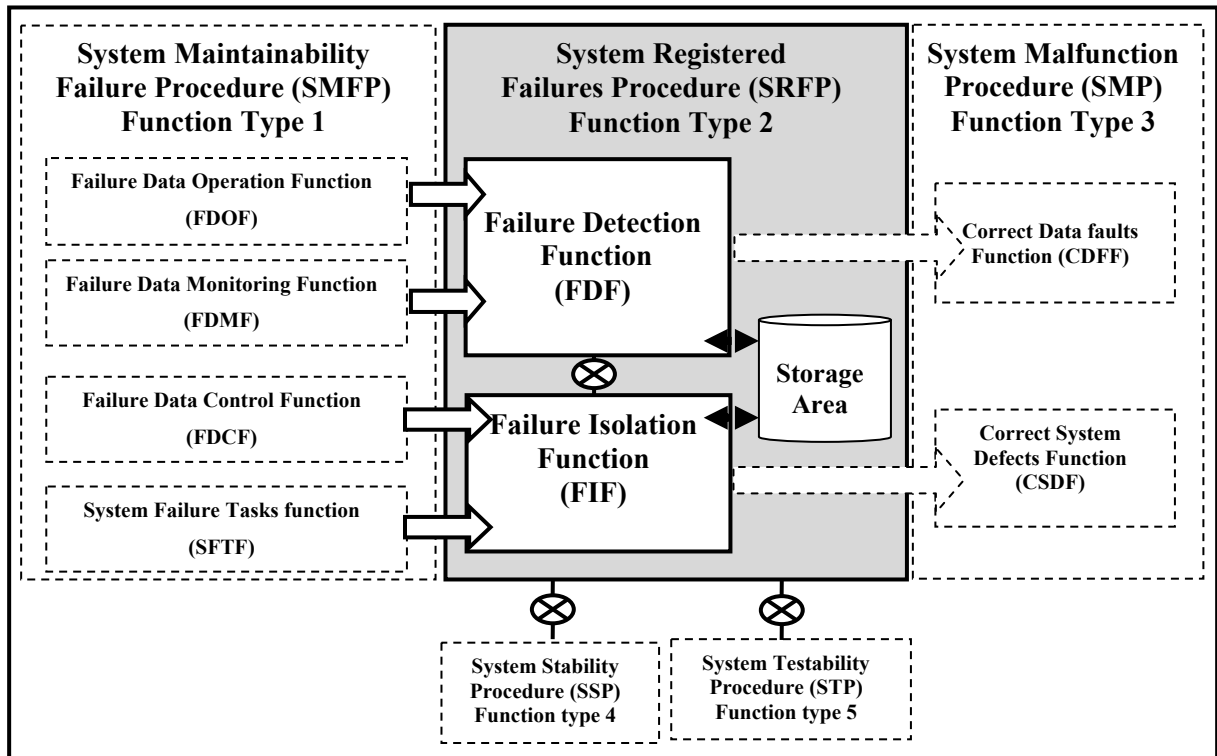 System Maintainability
Failure Procedure (SMFP)
Function Type 1
Failure Data Operation Function
(FDOF)
Failure Data Monitoring Function
(FDMF)
Failure Data Control Function
(FDCF)
System Failure Tasks function
(SFTF)
System Registered
Failures Procedure (SRFP)
Function Type 2
Failure Detection
Function
(FDF)
Storage
Area
Failure Isolation
Function
(FIF)
System Malfunction
Procedure (SMP)
Function Type 3
Correct Data faults
Function (CDFF)
Correct System
Defects Function
(CSDF)
System Stability
Procedure (SSP)
Function type 4
System Testability
Procedure (STP)
Function type 5